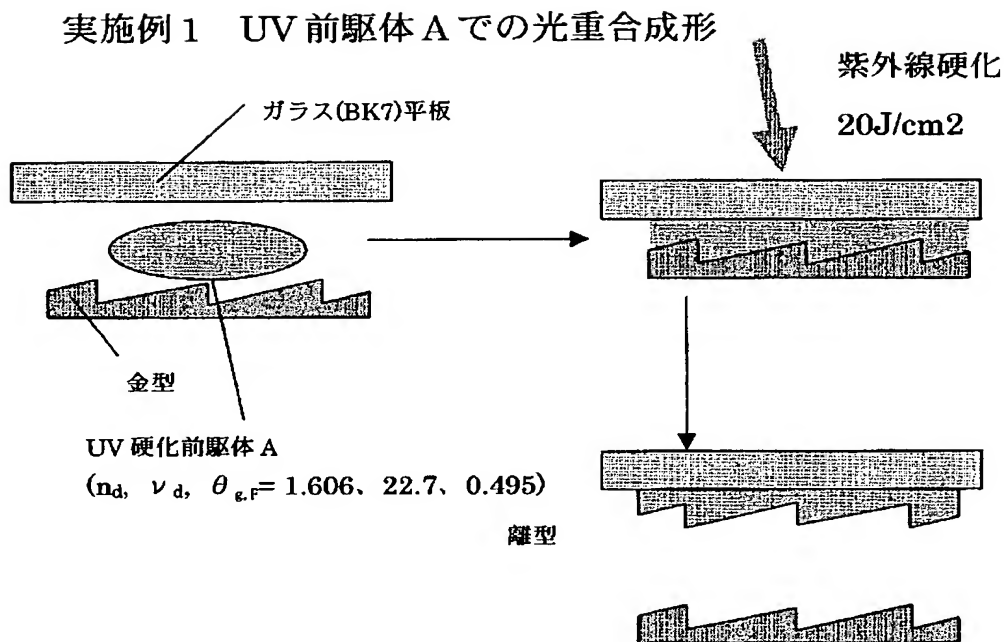 実施例1 UV前駆体Aでの光重合成形
紫外線硬化
20J/cm2
ガラス(BK7)平板
金型
UV硬化前駆体A
(nd, νd, θg,F= 1.606、22.7、0.495)
離型